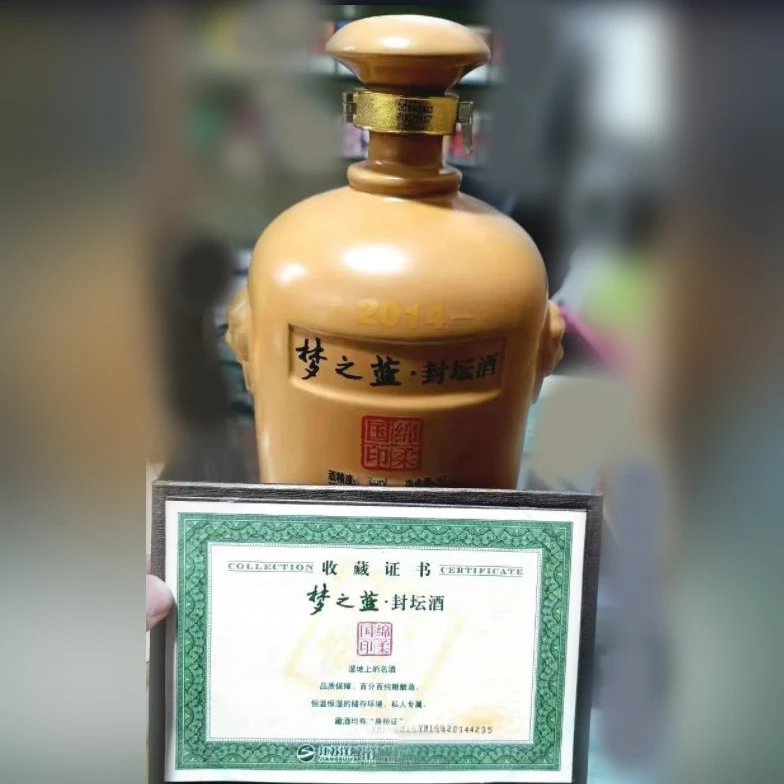 2014
梦之蓝·封坛酒
绵柔
国印
酒精度:
COLLECTION 收藏证书 CERTIFICATE
梦之蓝·封坛酒
绵柔
国印
湿地上的名酒
品质保障、百分百纯粮酿造、
恒温恒湿的储存环境、私人专属、
藏酒均有“身份证”